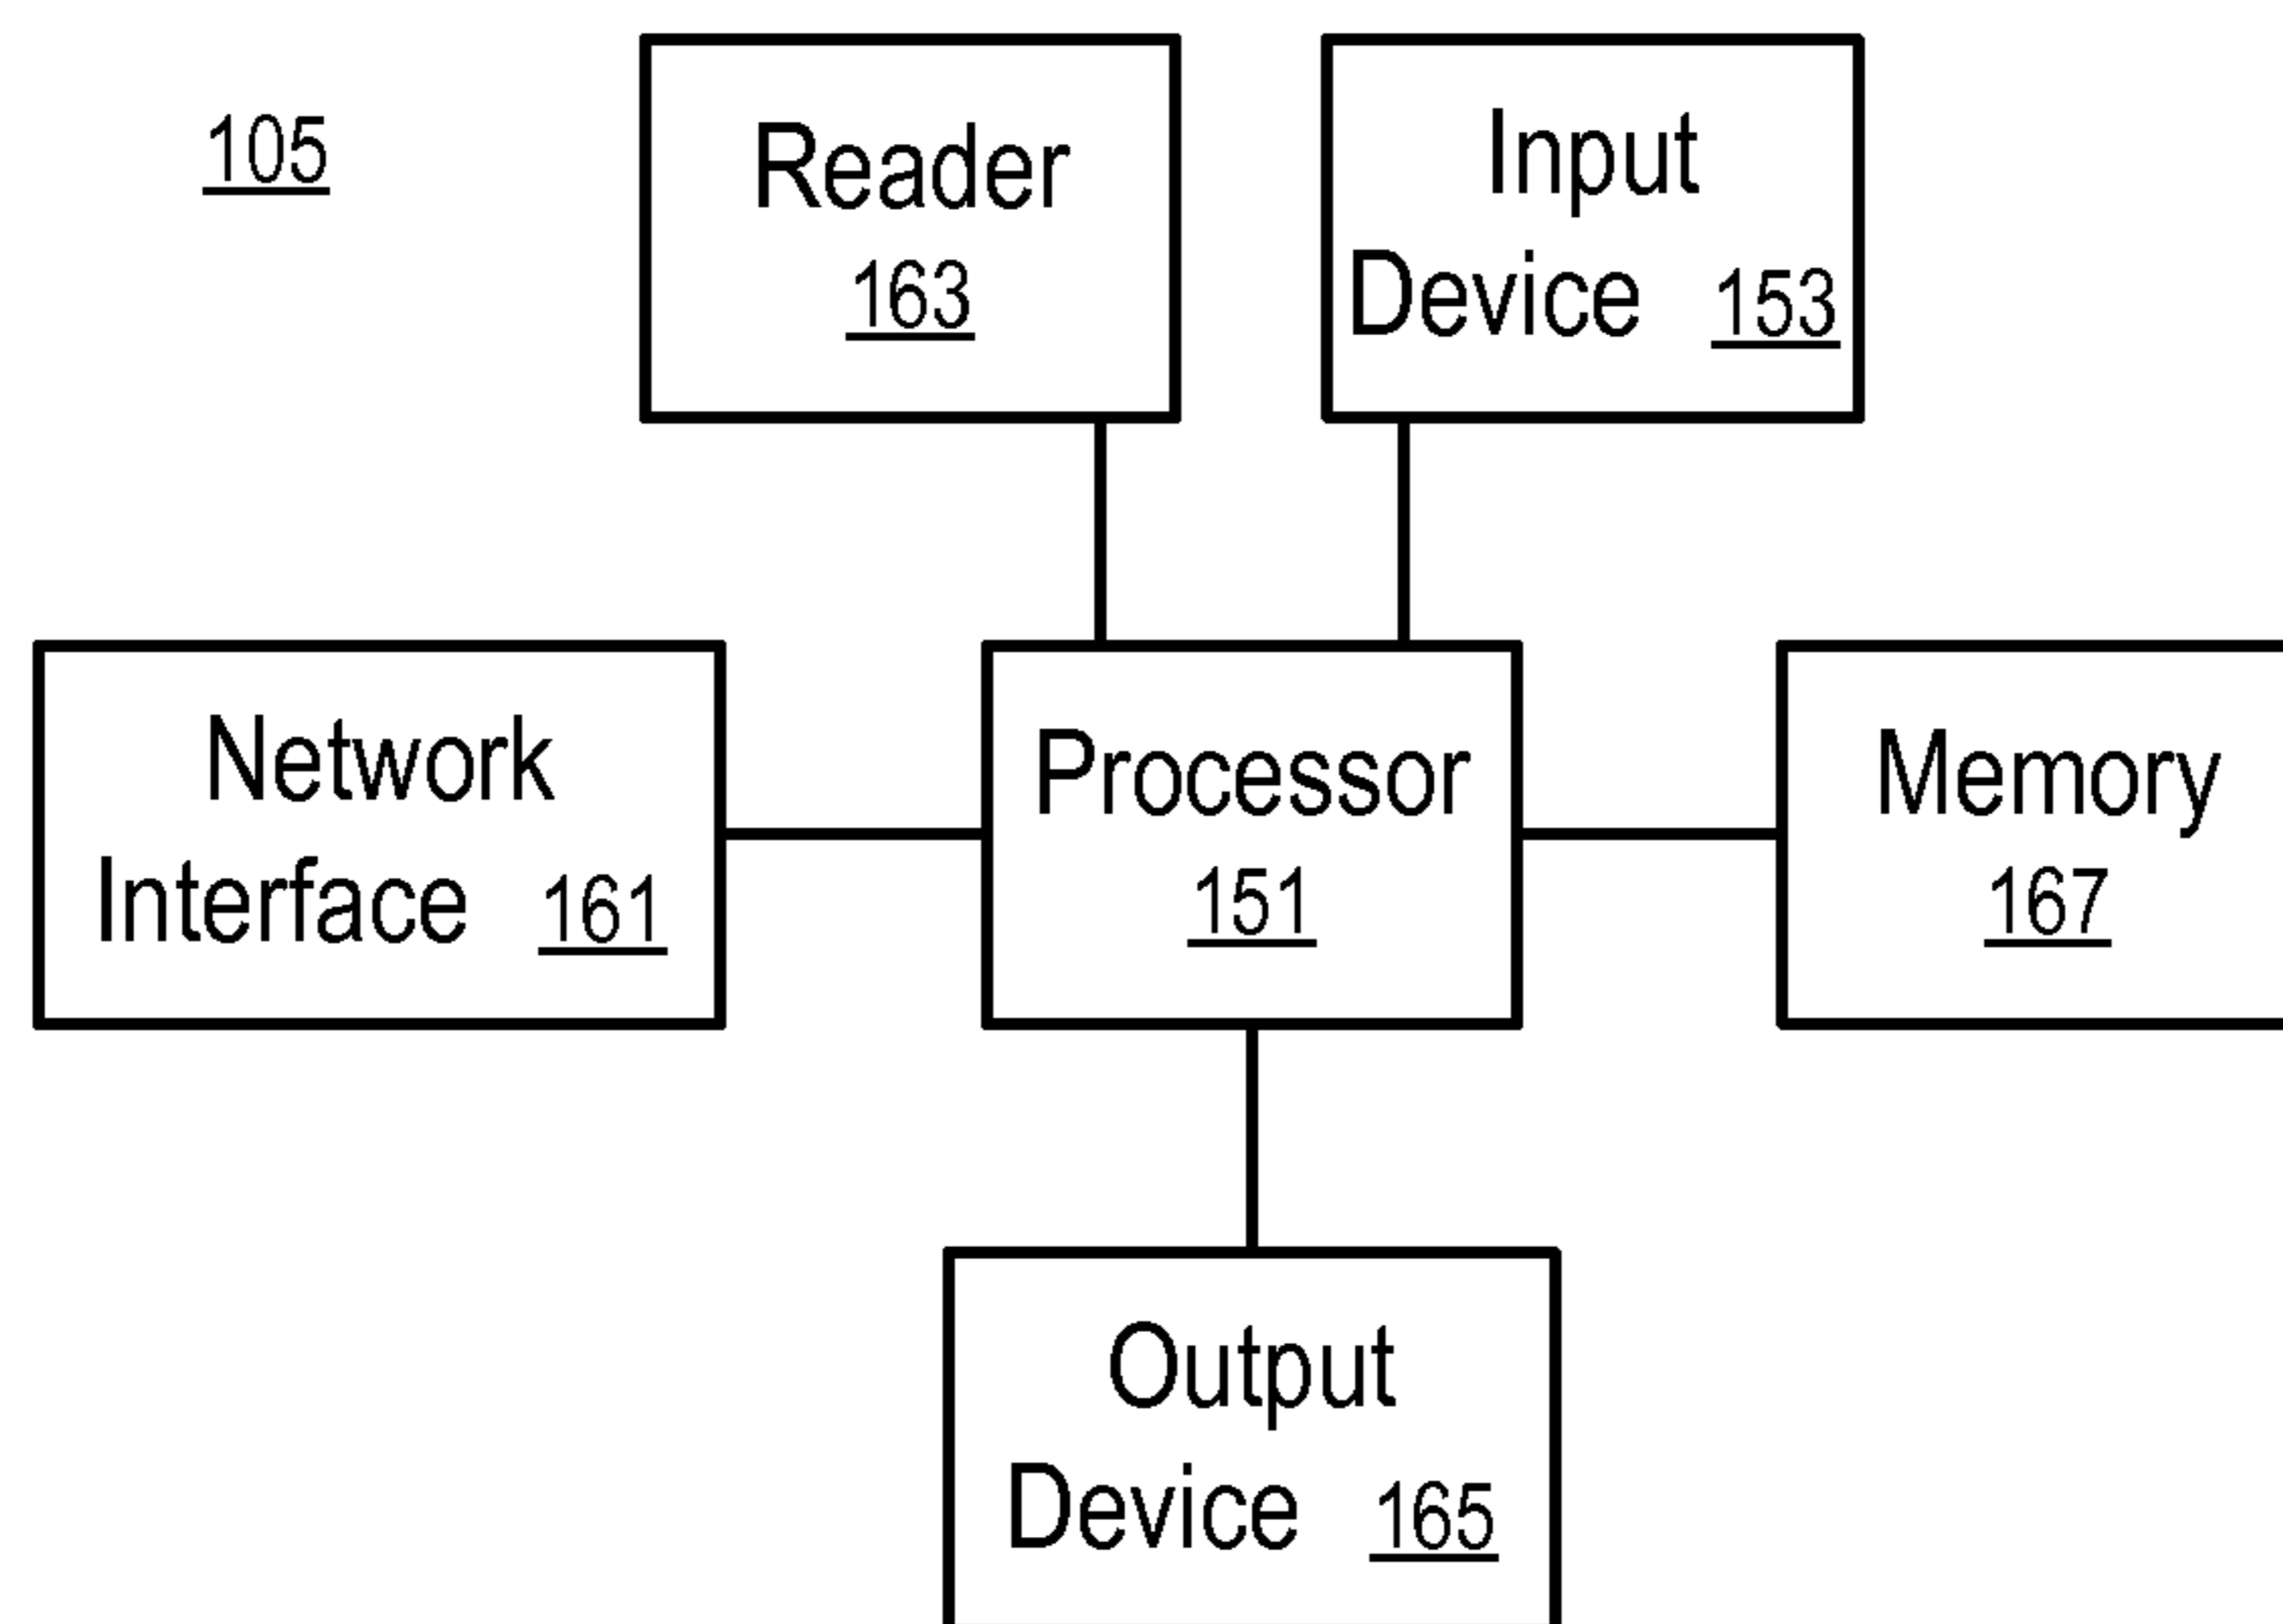 105
Reader
163
Input
Device 153
Network
Interface 161
Processor
151
Memory
167
Output
Device 165